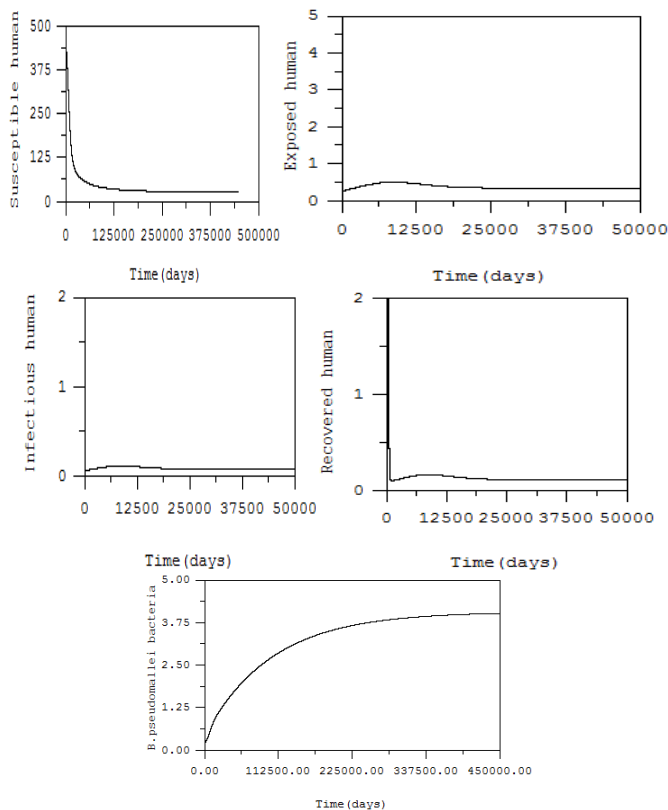 Susceptible human
500
375
250
125
0
0 125000 250000 375000 500000
Time(days)
Exposed human
5
4
3
2
1
0
0 12500 37500 50000
Time(days)
Infectious human
2
1
0
0 12500 37500 50000
Time(days)
Recovered human
2
1
0
0 12500 37500 50000
Time(days)
B.pseudomallei bacteria
5.00
3.75
2.50
1.25
0.00
0.00 112500.00 225000.00 337500.00 450000.00
Time(days)